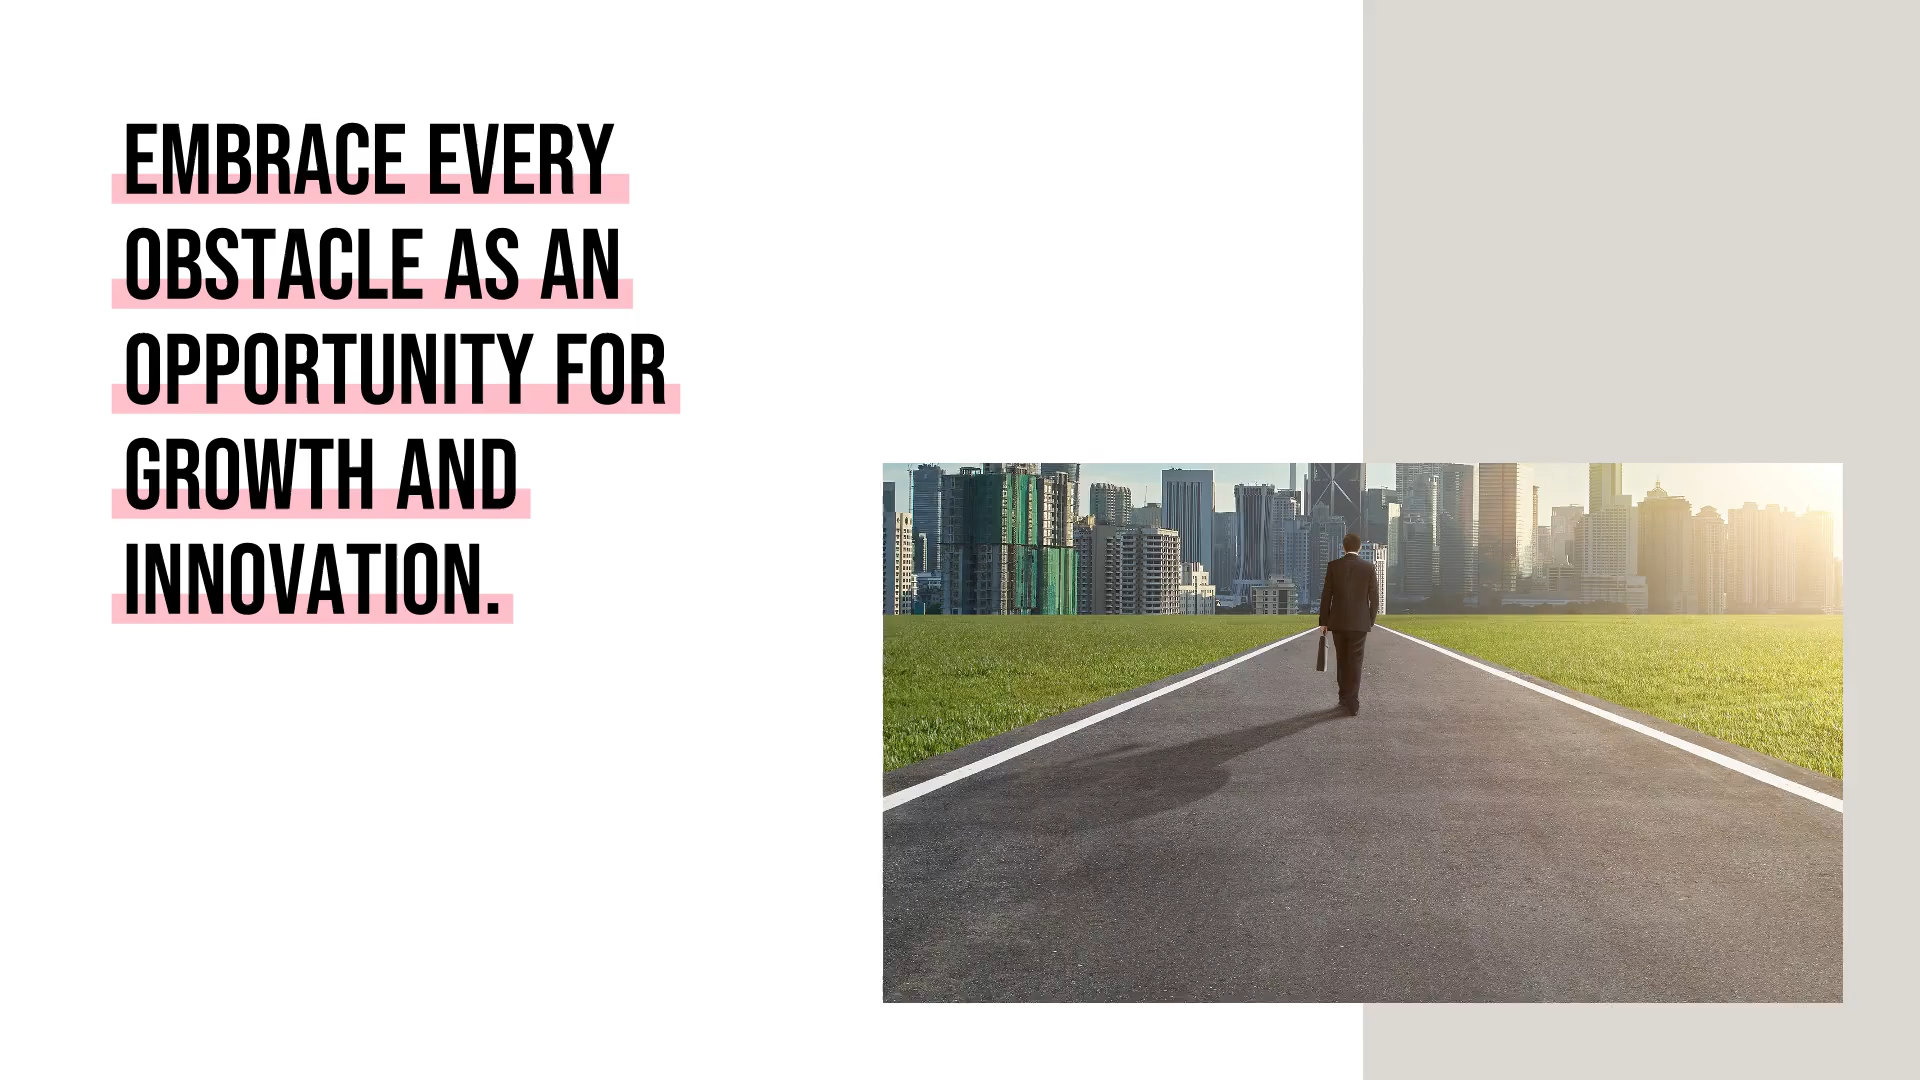 EMBRACE EVERY
OBSTACLE AS AN
OPPORTUNITY FOR
GROWTH AND
INNOVATION.